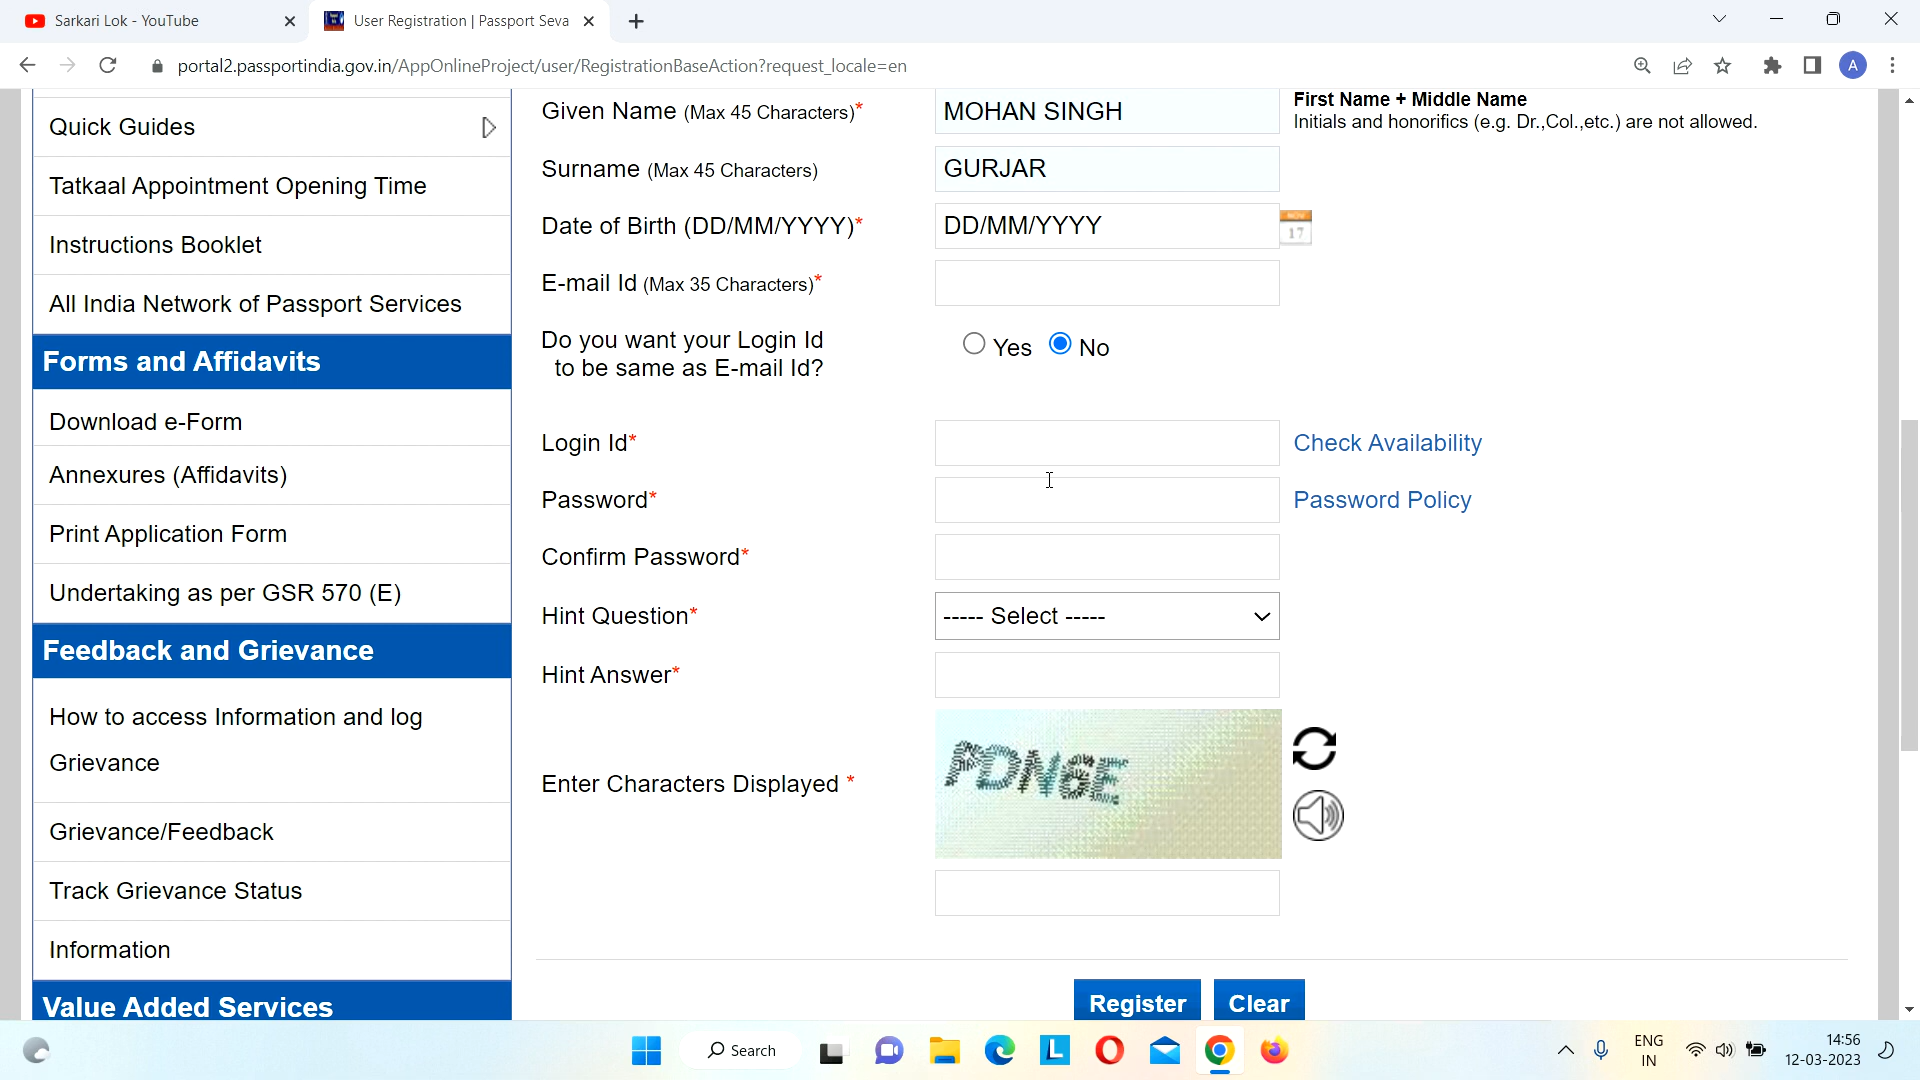 Sarkari Lok - YouTube
User Registration | Passport Seva
portal2.passportindia.gov.in/AppOnlineProject/user/RegistrationBaseAction?request_locale=en
A
Quick Guides
Tatkaal Appointment Opening Time
Instructions Booklet
All India Network of Passport Services
Forms and Affidavits
Download e-Form
Annexures (Affidavits)
Print Application Form
Undertaking as per GSR 570 (E)
Feedback and Grievance
How to access Information and log
Grievance
Grievance/Feedback
Track Grievance Status
Information
Value Added Services
Given Name (Max 45 Characters)*
MOHAN SINGH
First Name + Middle Name
Initials and honorifics (e.g. Dr.,Col.,etc.) are not allowed.
Surname (Max 45 Characters)
GURJAR
Date of Birth (DD/MM/YYYY)*
DD/MM/YYYY
17
E-mail Id (Max 35 Characters)*
Do you want your Login Id
to be same as E-mail Id?
Yes No
Login Id*
Check Availability
Password*
Password Policy
Confirm Password*
Hint Question*
----- Select -----
Hint Answer*
Enter Characters Displayed *
Register Clear
Search
L
ENG
IN
14:56
12-03-2023